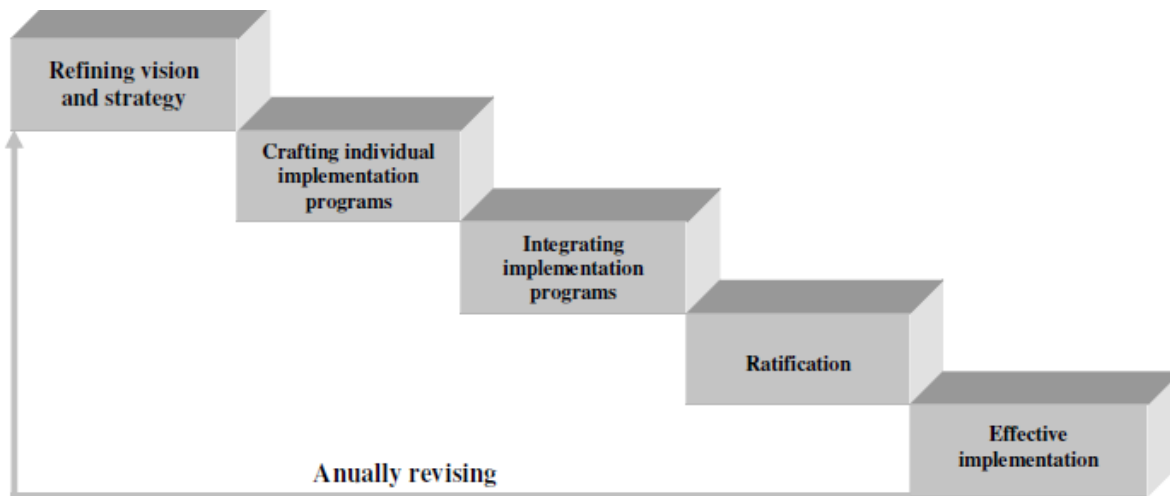 Refining vision
and strategy
Crafting individual
implementation
programs
Integrating
implementation
programs
Ratification
Effective
implementation
Anually revising